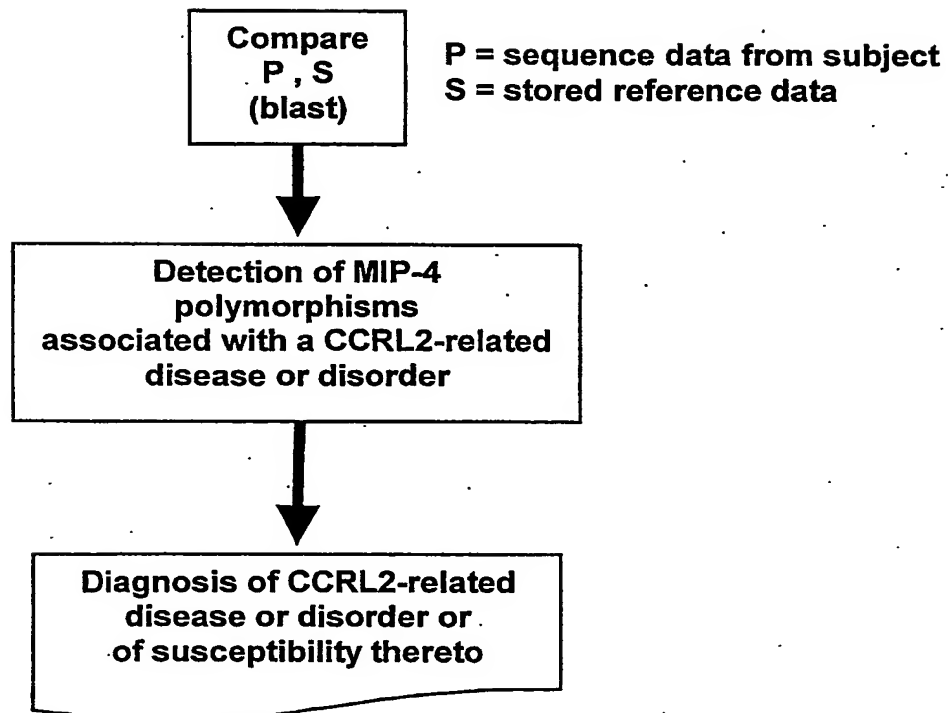 Compare
P , S
(blast)
P = sequence data from subject
S = stored reference data
Detection of MIP-4
polymorphisms
associated with a CCRL2-related
disease or disorder
Diagnosis of CCRL2-related
disease or disorder or
of susceptibility thereto